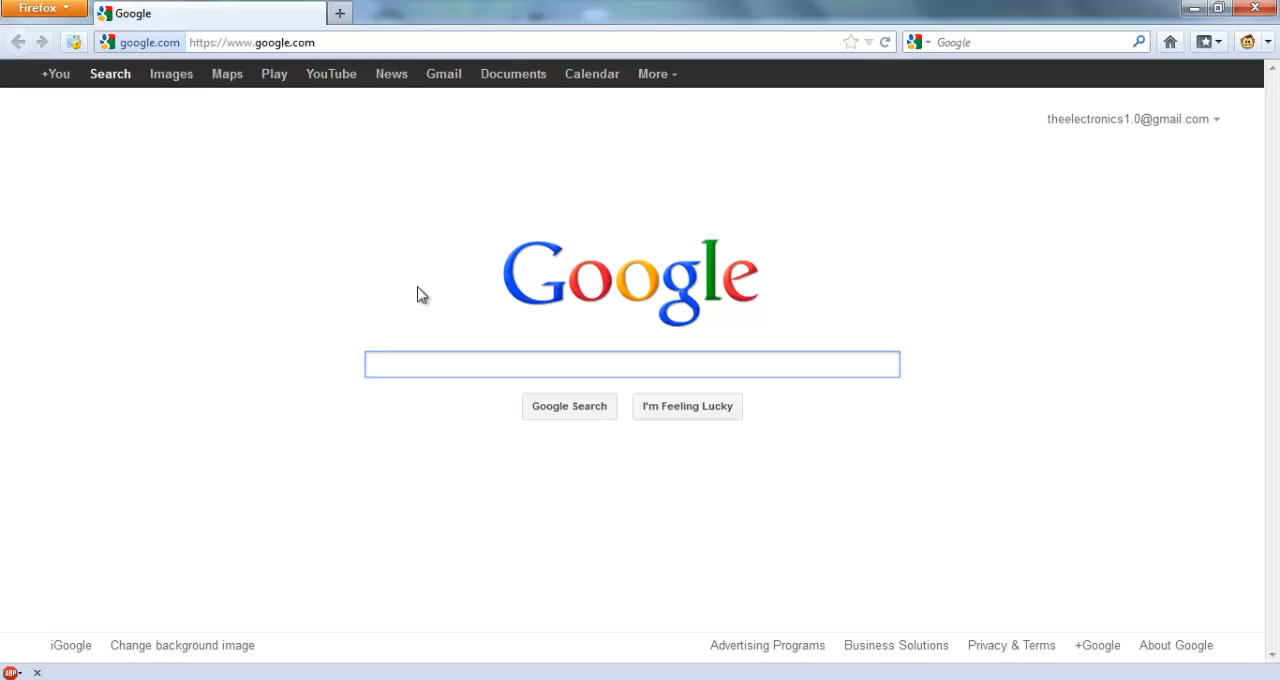 Firefox
Google
google.com https://www.google.com
Google
+You Search Images Maps Play YouTube News Gmail Documents Calendar More
theelectronics1.0@gmail.com
Google
Google Search I'm Feeling Lucky
iGoogle Change background image Advertising Programs Business Solutions Privacy & Terms +Google About Google
ABP